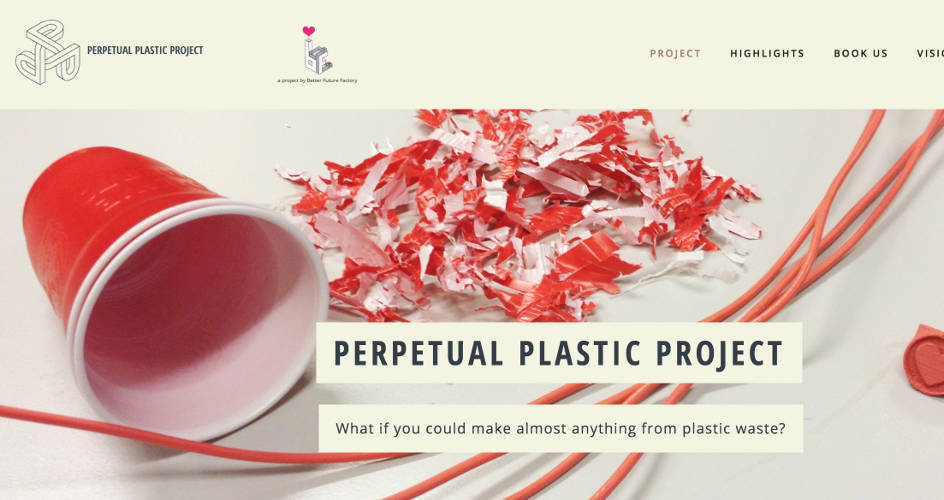 PERPETUAL PLASTIC PROJECT
a project by Better Future Factory
PROJECT HIGHLIGHTS BOOK US
PERPETUAL PLASTIC PROJECT
What if you could make almost anything from plastic waste?